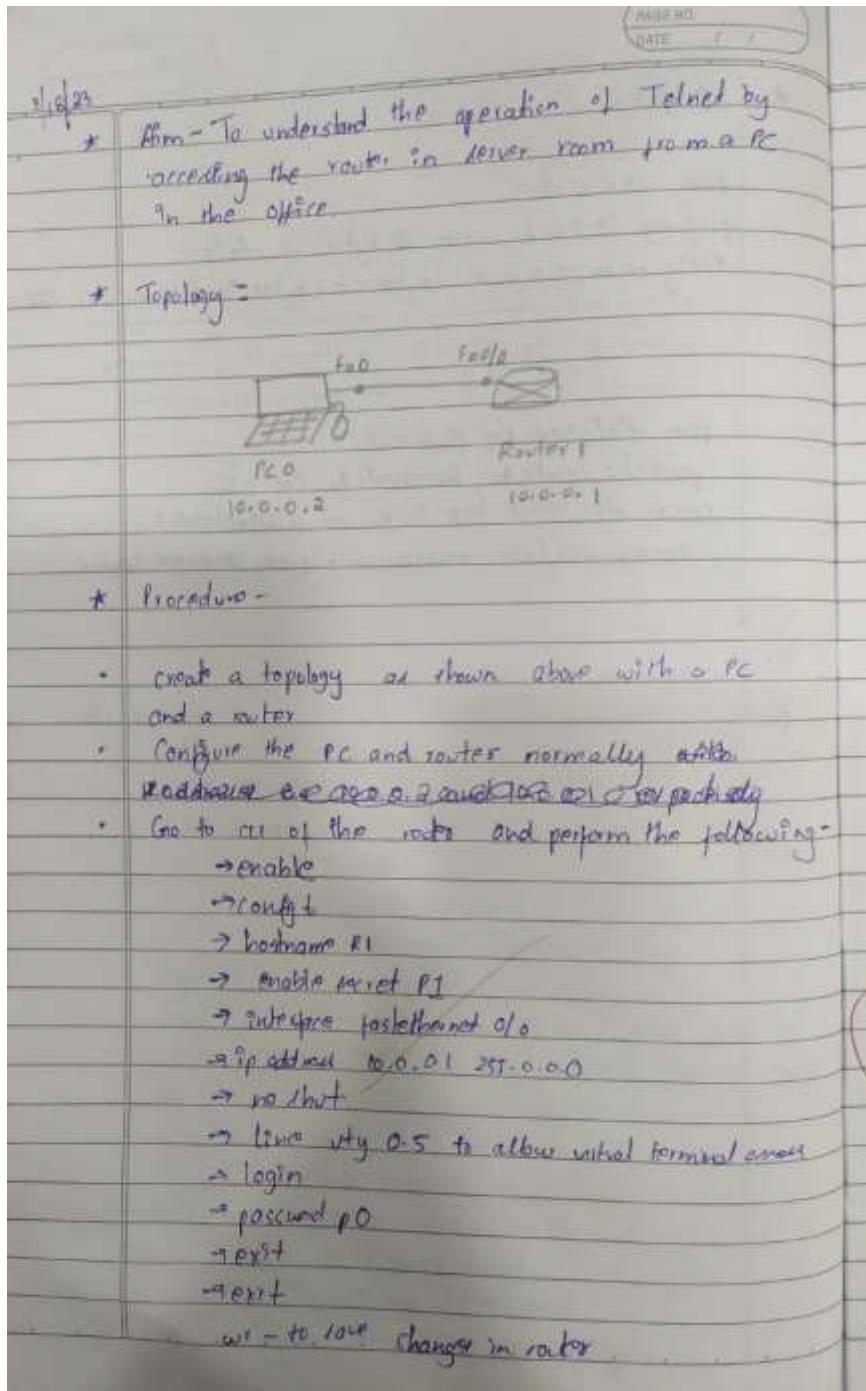 PAGE NO.
DATE / /
/8/23
* Aim - To understand the operation of Telnet by
accessing the router in server room from a PC
in the office
* Topology =
Fa0 Fa0/0
PC0 Router 1
10.0.0.2 10.0.0.1
* Procedure -
• create a topology as shown above with a PC
and a router
• Configure the PC and router normally
• Go to CLI of the router and perform the following -
→ enable
→ config t
→ hostname R1
→ enable secret P1
→ interface fastethernet 0/0
→ ip address 10.0.0.1 255.0.0.0
→ no shut
→ line vty 0-5 to allow virtual terminal access
→ login
→ password p0
→ exit
→ exit
wr - to save changes in router